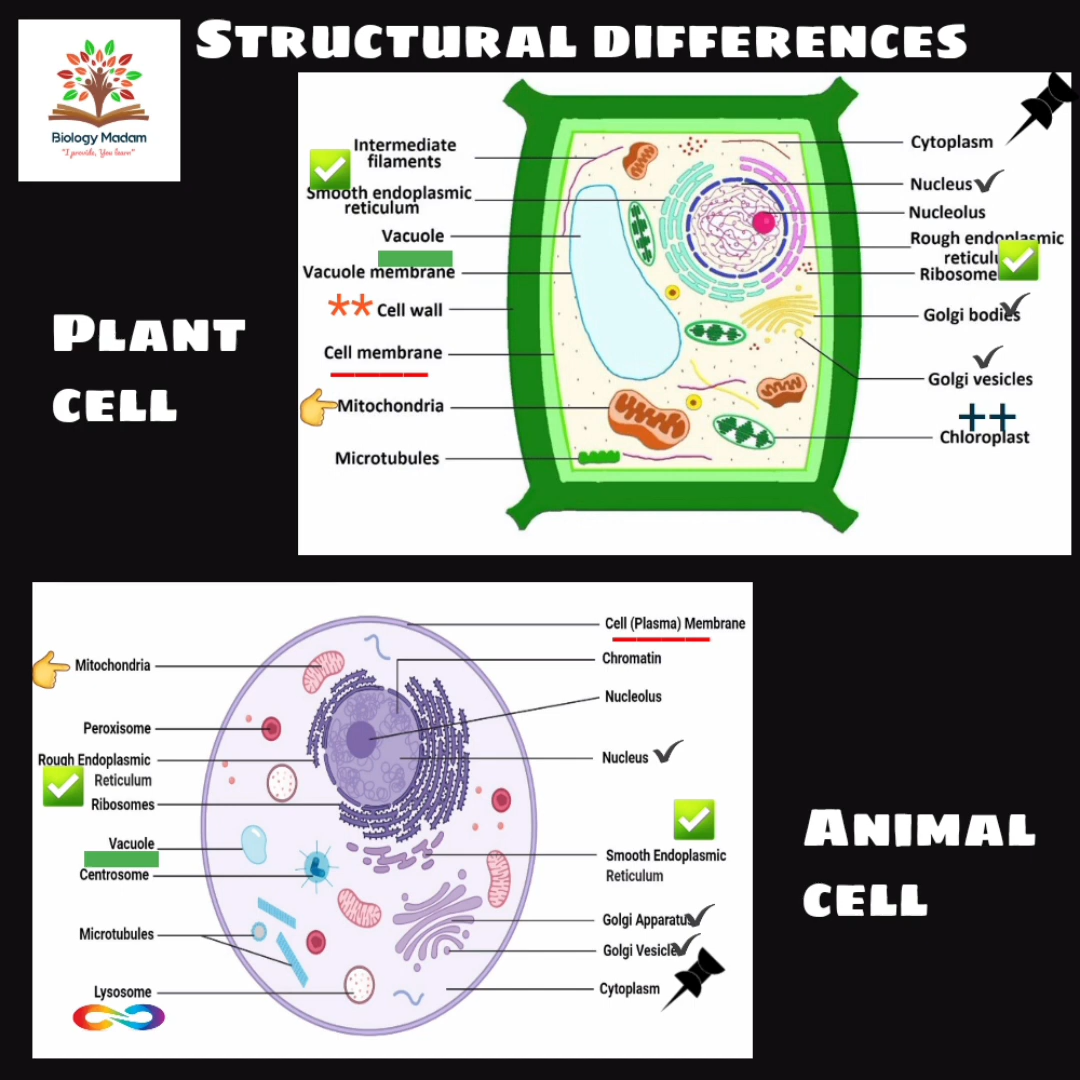 STRUCTURAL DIFFERENCES
Biology Madam
"I provide, You learn"
PLANT
CELL
Intermediate
filaments
Smooth endoplasmic
reticulum
Vacuole
Vacuole membrane
** Cell wall
Cell membrane
Mitochondria
Microtubules
Cytoplasm
Nucleus
Nucleolus
Rough endoplasmic
reticulu
Ribosome
Golgi bodies
Golgi vesicles
++
Chloroplast
Mitochondria
Peroxisome
Rough Endoplasmic
Reticulum
Ribosomes
Vacuole
Centrosome
Microtubules
Lysosome
Cell (Plasma) Membrane
Chromatin
Nucleolus
Nucleus
Smooth Endoplasmic
Reticulum
Golgi Apparatus
Golgi Vesicle
Cytoplasm
ANIMAL
CELL